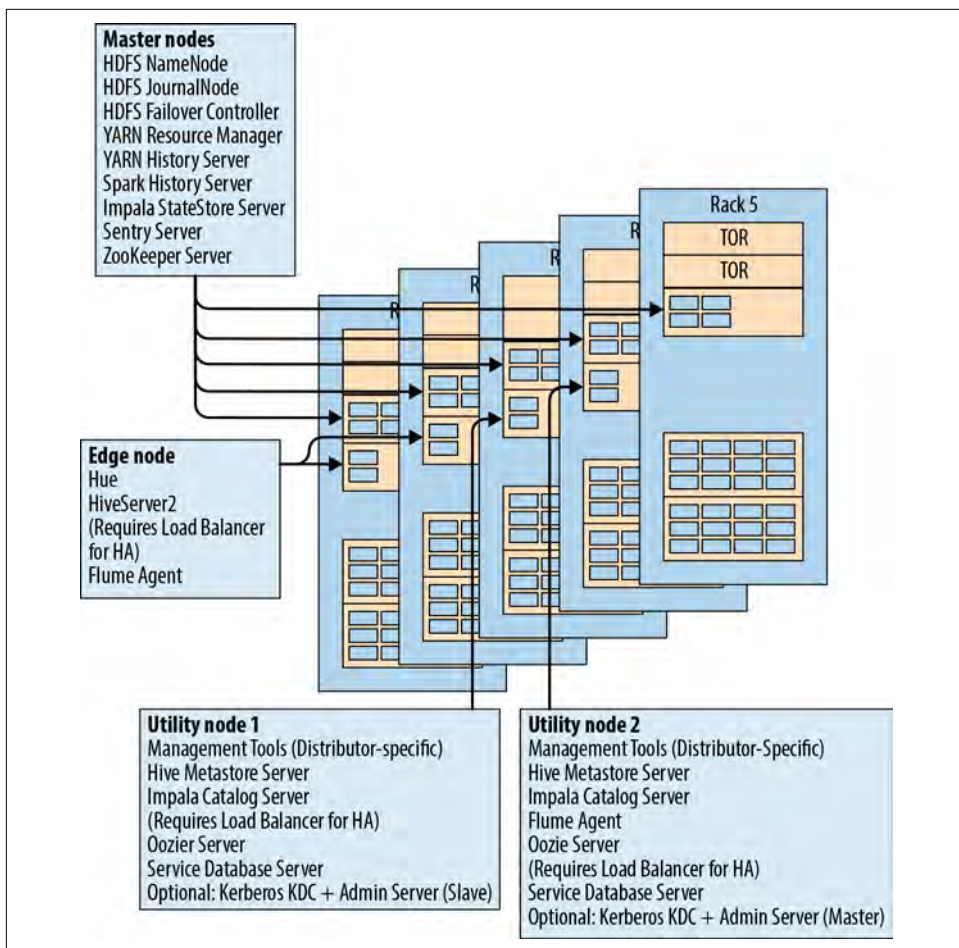 Master nodes
HDFS NameNode
HDFS JournalNode
HDFS Failover Controller
YARN Resource Manager
YARN History Server
Spark History Server
Impala StateStore Server
Sentry Server
ZooKeeper Server
Rack 5
TOR
TOR
R
R
R
R
Edge node
Hue
HiveServer2
(Requires Load Balancer
for HA)
Flume Agent
Utility node 1
Management Tools (Distributor-specific)
Hive Metastore Server
Impala Catalog Server
(Requires Load Balancer for HA)
Oozier Server
Service Database Server
Optional: Kerberos KDC + Admin Server (Slave)
Utility node 2
Management Tools (Distributor-Specific)
Hive Metastore Server
Impala Catalog Server
Flume Agent
Oozie Server
(Requires Load Balancer for HA)
Service Database Server
Optional: Kerberos KDC + Admin Server (Master)